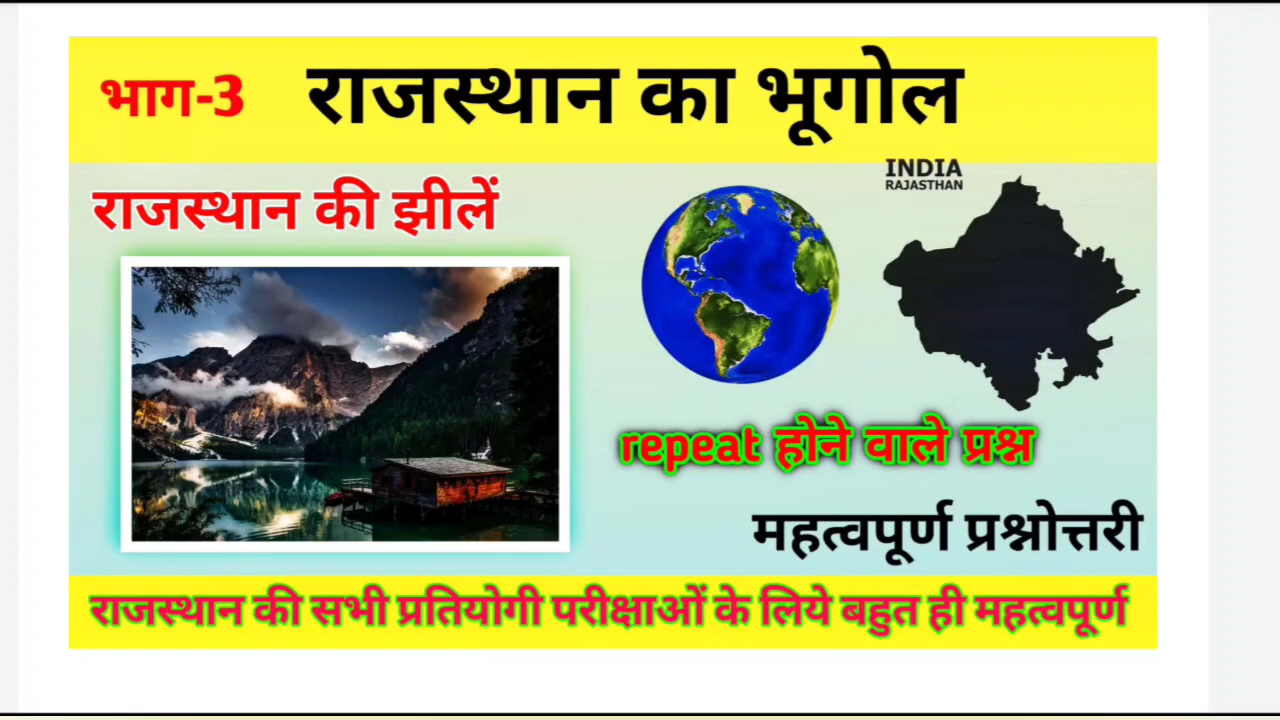 भाग-3 राजस्थान का भूगोल
राजस्थान की झीलें
INDIA
RAJASTHAN
repeat होने वाले प्रश्न
महत्वपूर्ण प्रश्नोत्तरी
राजस्थान की सभी प्रतियोगी परीक्षाओं के लिये बहुत ही महत्वपूर्ण